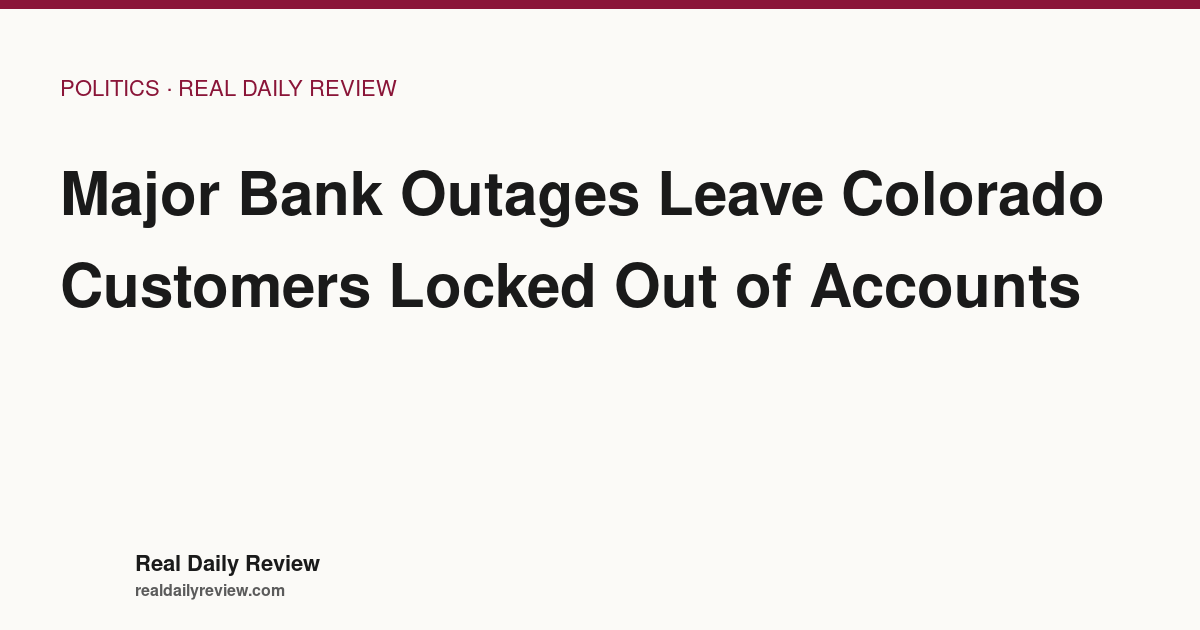 POLITICS · REAL DAILY REVIEW
Major Bank Outages Leave Colorado
Customers Locked Out of Accounts
Real Daily Review
realdailyreview.com